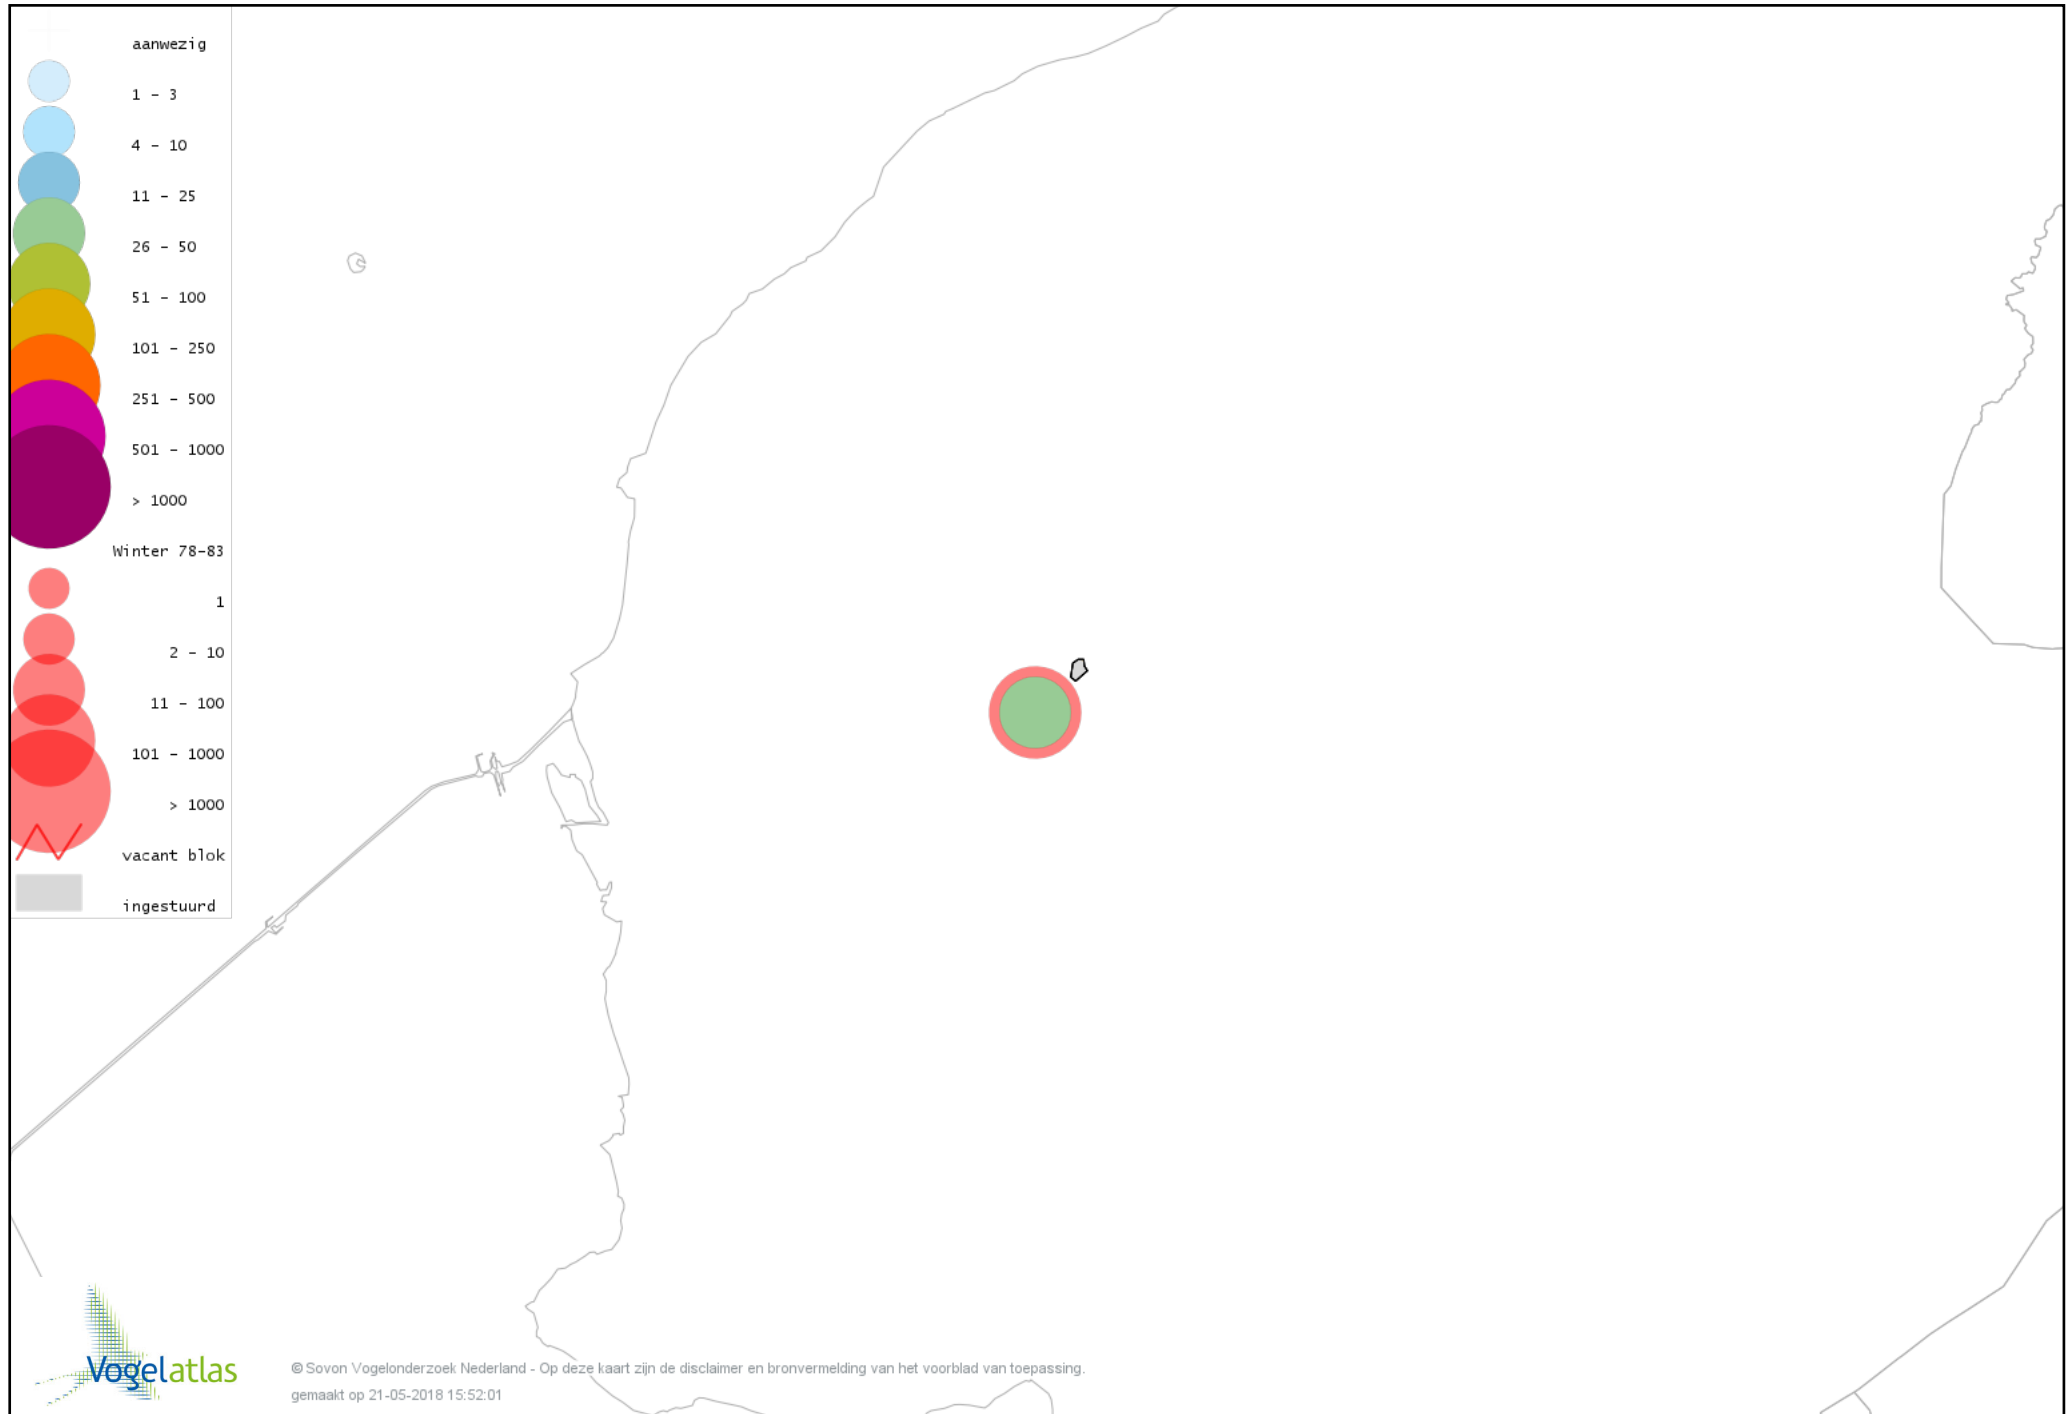 aanwezig
1 - 3
4 - 10
11 - 25
26 - 50
51 - 100
101 - 250
251 - 500
501 - 1000
> 1000
Winter 78-83
1
2 - 10
11 - 100
101 - 1000
> 1000
vacant blok
ingestuurd
Vogelatlas
© Sovon Vogelonderzoek Nederland - Op deze kaart zijn de disclaimer en bronvermelding van het voorblad van toepassing.
gemaakt op 21-05-2018 15:52:01